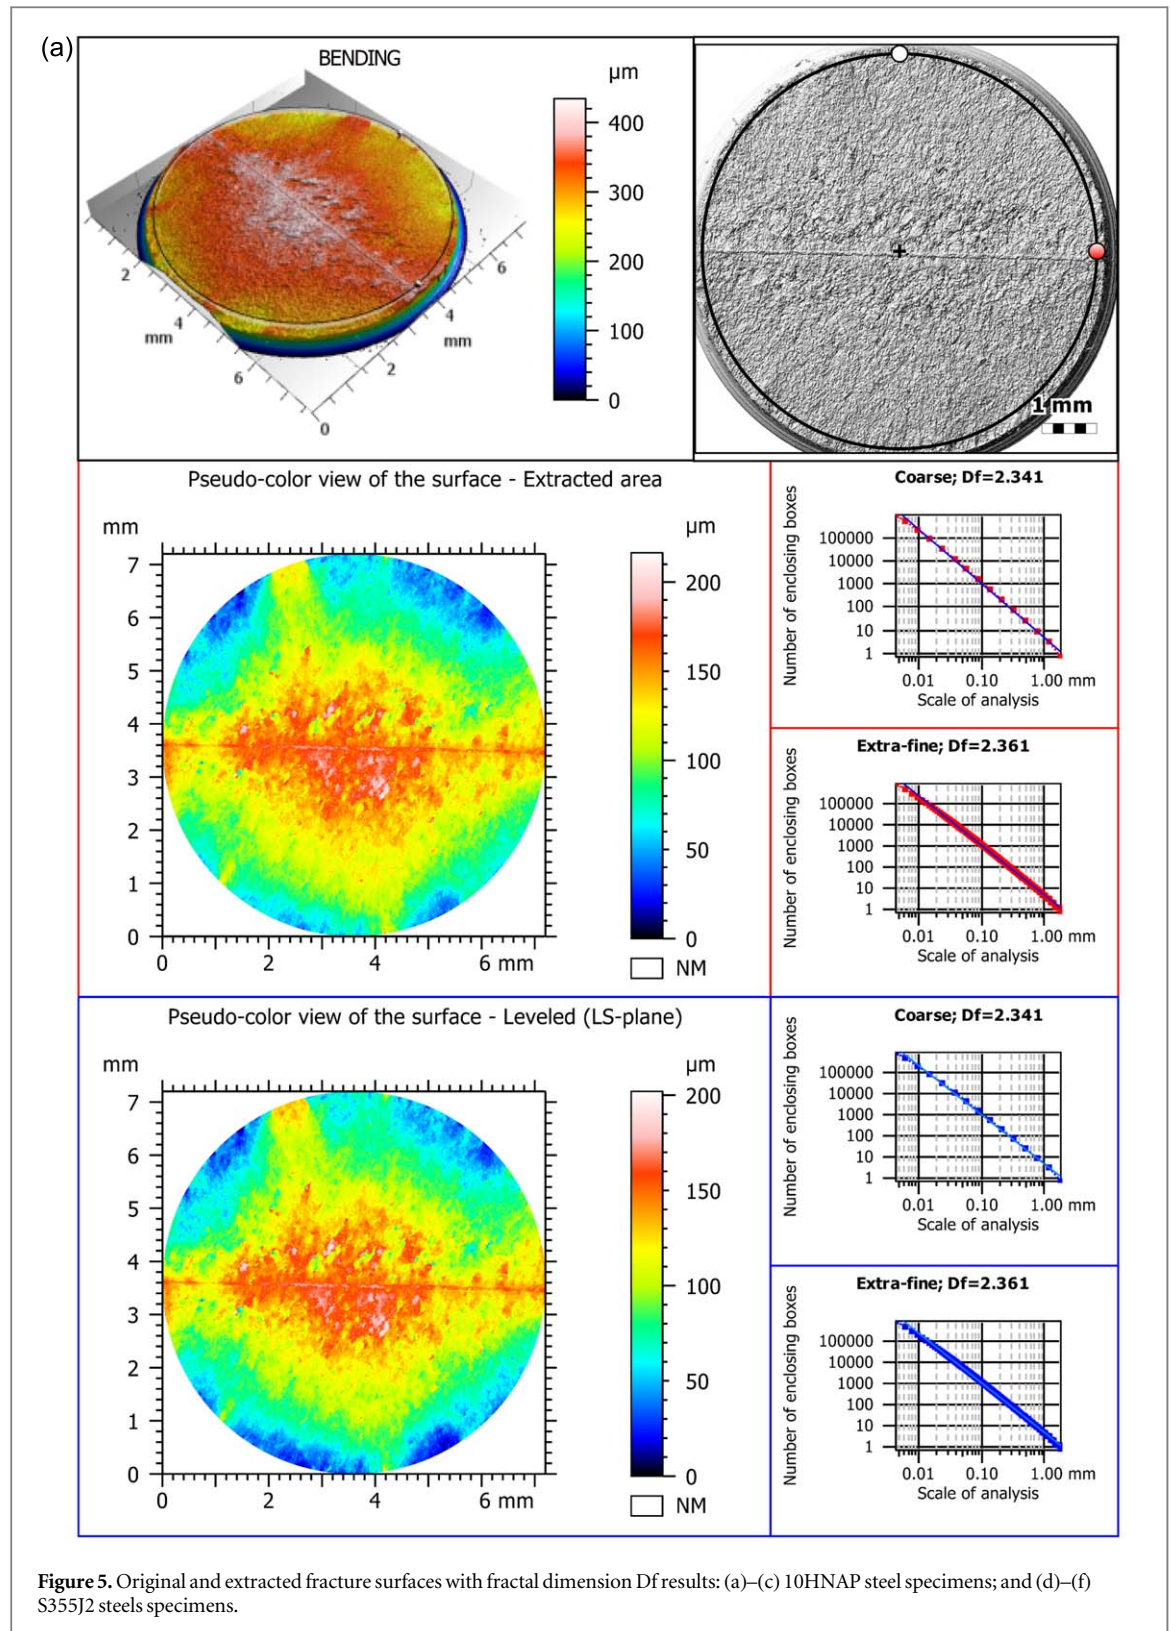 (a)
BENDING
µm
400
300
200
100
0
2
4
mm
6
0
2
4
mm
6
1 mm
Pseudo-color view of the surface - Extracted area
mm
7
6
5
4
3
2
1
0
0 2 4 6 mm
µm
200
150
100
50
0
NM
Coarse; Df=2.341
Number of enclosing boxes
100000
10000
1000
100
10
1
0.01 0.10 1.00 mm
Scale of analysis
Extra-fine; Df=2.361
Number of enclosing boxes
100000
10000
1000
100
10
1
0.01 0.10 1.00 mm
Scale of analysis
Pseudo-color view of the surface - Leveled (LS-plane)
mm
7
6
5
4
3
2
1
0
0 2 4 6 mm
µm
200
150
100
50
0
NM
Coarse; Df=2.341
Number of enclosing boxes
100000
10000
1000
100
10
1
0.01 0.10 1.00 mm
Scale of analysis
Extra-fine; Df=2.361
Number of enclosing boxes
100000
10000
1000
100
10
1
0.01 0.10 1.00 mm
Scale of analysis
Figure 5. Original and extracted fracture surfaces with fractal dimension Df results: (a)–(c) 10HNAP steel specimens; and (d)–(f)
S355J2 steels specimens.